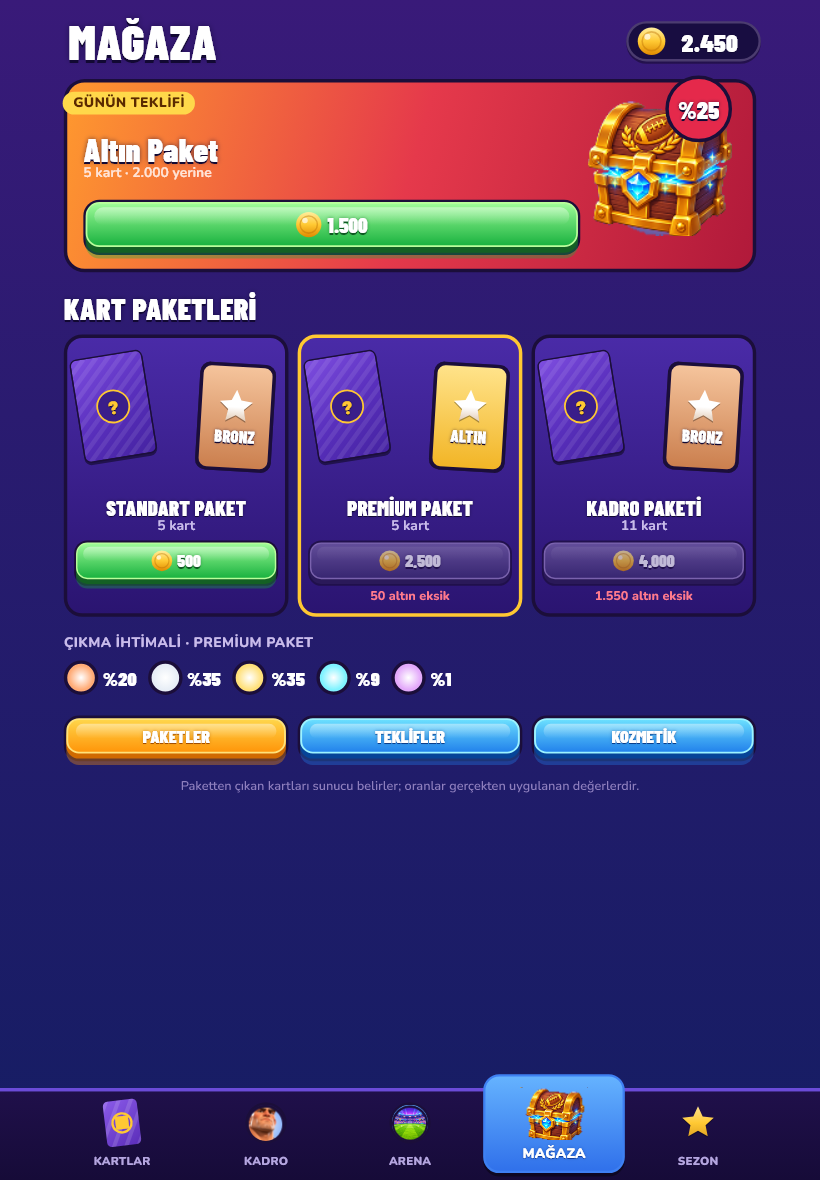 MAĞAZA
2.450
GÜNÜN TEKLİFİ
%25
Altın Paket
5 kart · 2.000 yerine
1.500
KART PAKETLERİ
?
BRONZ
?
ALTIN
?
BRONZ
STANDART PAKET
5 kart
500
PREMİUM PAKET
5 kart
2.500
50 altın eksik
KADRO PAKETİ
11 kart
4.000
1.550 altın eksik
ÇIKMA İHTİMALİ · PREMIUM PAKET
%20 %35 %35 %9 %1
PAKETLER
TEKLİFLER
KOZMETİK
Paketten çıkan kartları sunucu belirler; oranlar gerçekten uygulanan değerlerdir.
KARTLAR
KADRO
ARENA
MAĞAZA
SEZON